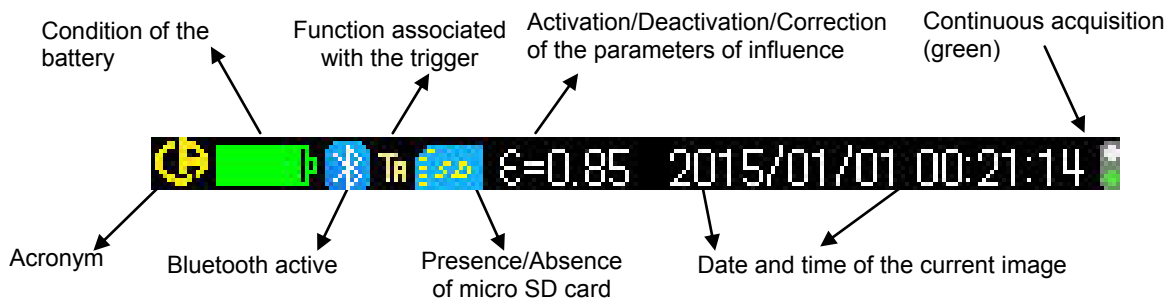 Condition of the
battery
Function associated
with the trigger
Activation/Deactivation/Correction
of the parameters of influence
Continuous acquisition
(green)
TA SD Ɛ=0.85 2015/01/01 00:21:14
Acronym
Bluetooth active
Presence/Absence
of micro SD card
Date and time of the current image